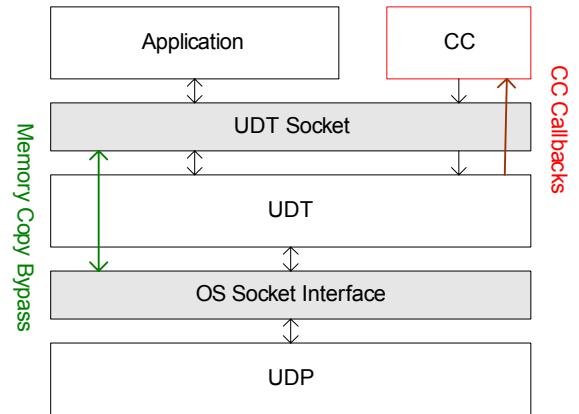 Application
CC
UDT Socket
UDT
OS Socket Interface
UDP
Memory Copy Bypass
CC Callbacks